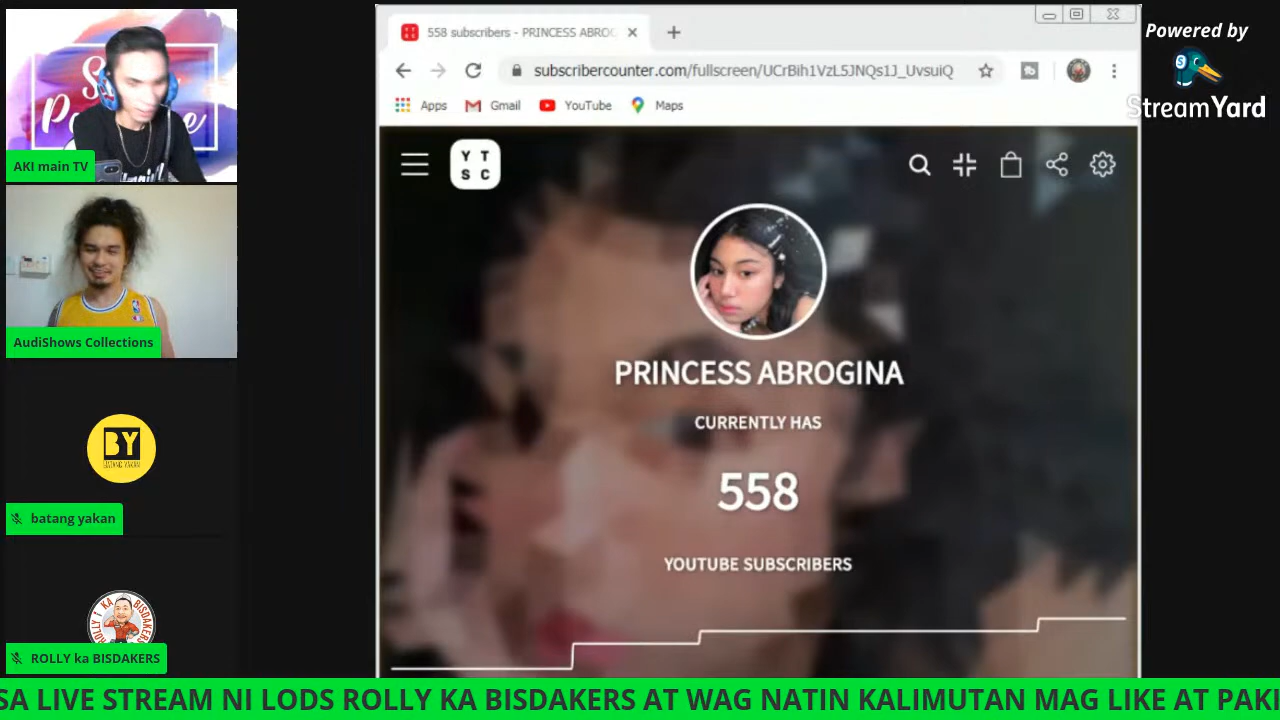 AKI main TV
AudiShows Collections
BY
batang yakan
ROLLY ka BISDAKERS
558 subscribers - PRINCESS ABROG
subscribercounter.com/fullscreen/UCrBih1VzL5JNQs1J_UvsuiQ
Apps
Gmail
YouTube
Maps
Y T
S C
PRINCESS ABROGINA
CURRENTLY HAS
558
YOUTUBE SUBSCRIBERS
Powered by
StreamYard
SA LIVE STREAM NI LODS ROLLY KA BISDAKERS AT WAG NATIN KALIMUTAN MAG LIKE AT PAKI